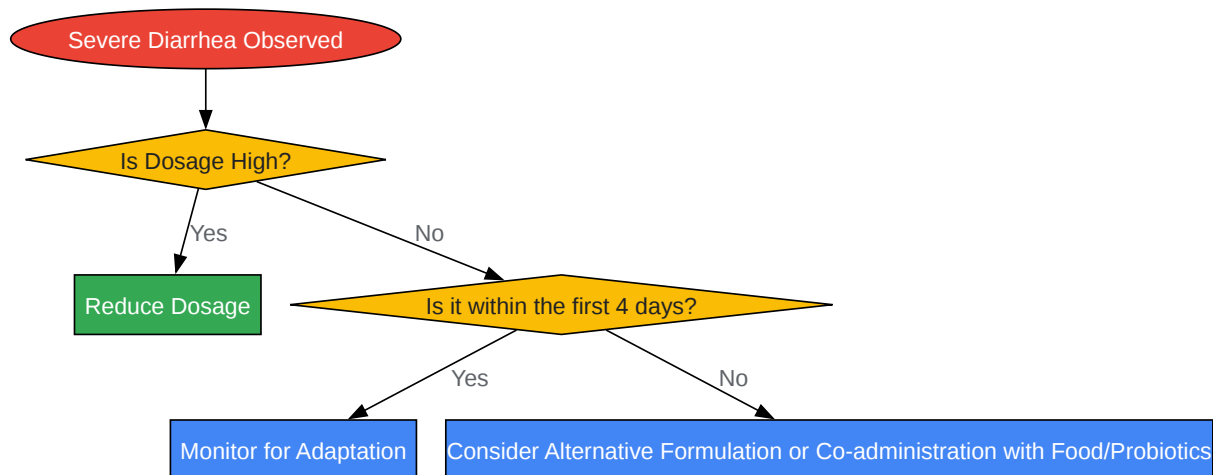 Severe Diarrhea Observed
Is Dosage High?
Yes
No
Reduce Dosage
Is it within the first 4 days?
Yes
No
Monitor for Adaptation
Consider Alternative Formulation or Co-administration with Food/Probiotics